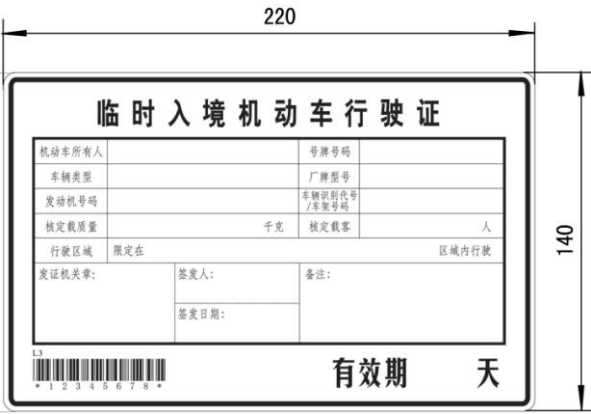 220
临时入境机动车行驶证
机动车所有人 号牌号码
车辆类型 厂牌型号
发动机号码 车辆识别代号/车架号码
核定载质量 千克 核定载客 人
行驶区域 限定在 区域内行驶
发证机关章: 签发人: 备注:
签发日期:
L3
*12345678*
有效期 天
140